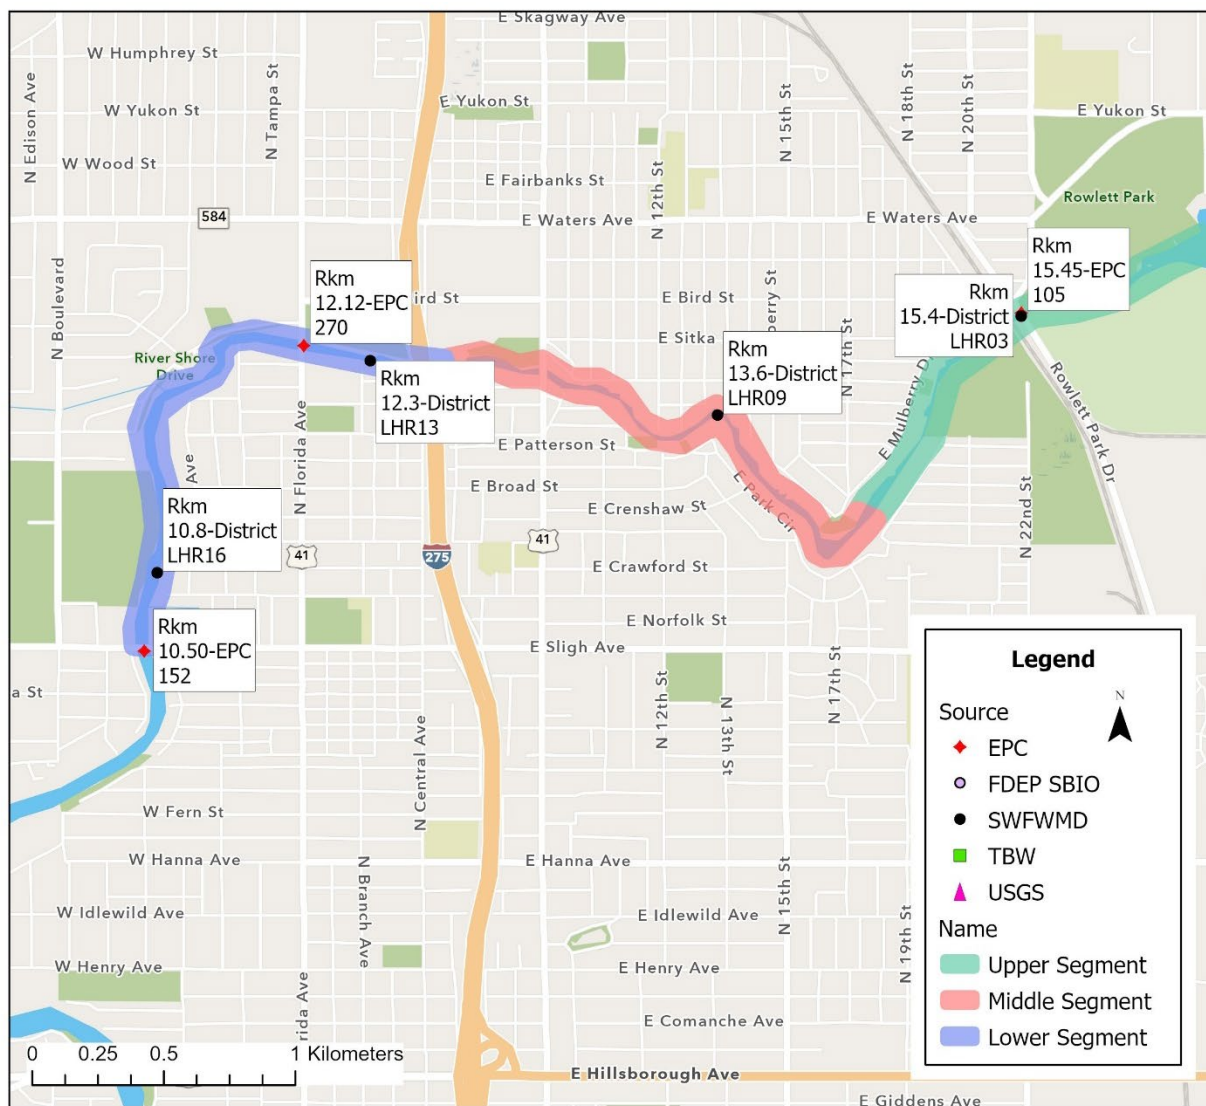 E Skagway Ave
W Humphrey St
N Edison Ave
N Tampa St
E Yukon St
W Yukon St
N 15th St
N 18th St
N 20th St
E Yukon St
W Wood St
E Fairbanks St
N 12th St
Rowlett Park
584
E Waters Ave
E Waters Ave
N Boulevard
Rkm
12.12-EPC
270
ird St
E Bird St
berry St
E Sitka
Rkm
15.4-District
LHR03
Rkm
15.45-EPC
105
River Shore
Drive
Rkm
12.3-District
LHR13
Rkm
13.6-District
LHR09
N 17th St
E Mulberry D
Rowlett Park Dr
N Florida Ave
E Patterson St
Ave
E Broad St
E Park Cir
E Crenshaw St
N 22nd St
Rkm
10.8-District
LHR16
41
275
41
E Crawford St
E Norfolk St
Rkm
10.50-EPC
152
E Sligh Ave
a St
N 12th St
N 13th St
N 17th St
N Central Ave
W Fern St
W Hanna Ave
E Hanna Ave
N Branch Ave
N 15th St
W Idlewild Ave
E Idlewild Ave
N 19th St
W Henry Ave
E Henry Ave
rida Ave
E Comanche Ave
E Hillsborough Ave
E Giddens Ave
0 0.25 0.5 1 Kilometers
Legend
N
Source
EPC
FDEP SBIO
SWFWMD
TBW
USGS
Name
Upper Segment
Middle Segment
Lower Segment